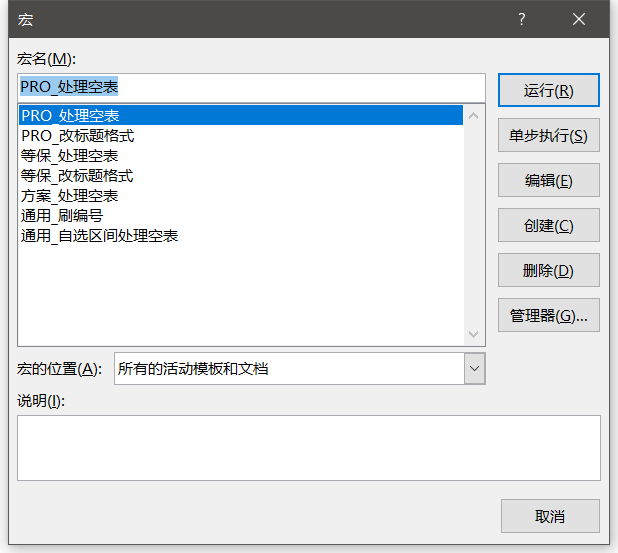 宏
?
宏名(M):
PRO_处理空表
运行(R)
PRO_处理空表
PRO_改标题格式
单步执行(S)
等保_处理空表
等保_改标题格式
编辑(E)
方案_处理空表
通用_刷编号
创建(C)
通用_自选区间处理空表
删除(D)
管理器(G)...
宏的位置(A):
所有的活动模板和文档
说明(I):
取消